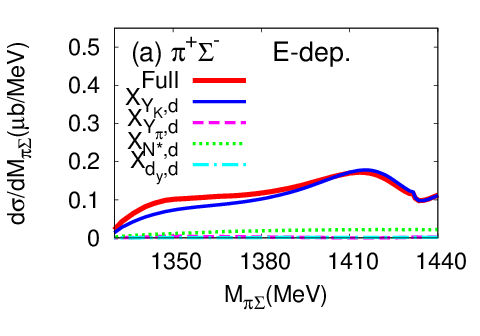 (a) π⁺Σ⁻ E-dep.
Full
X_{Y_K,d}
X_{Y_π,d}
X_{N*,d}
X_{d_y,d}
dσ/dM_{πΣ}(μb/MeV)
0.5
0.4
0.3
0.2
0.1
0
1350 1380 1410 1440
M_{πΣ}(MeV)